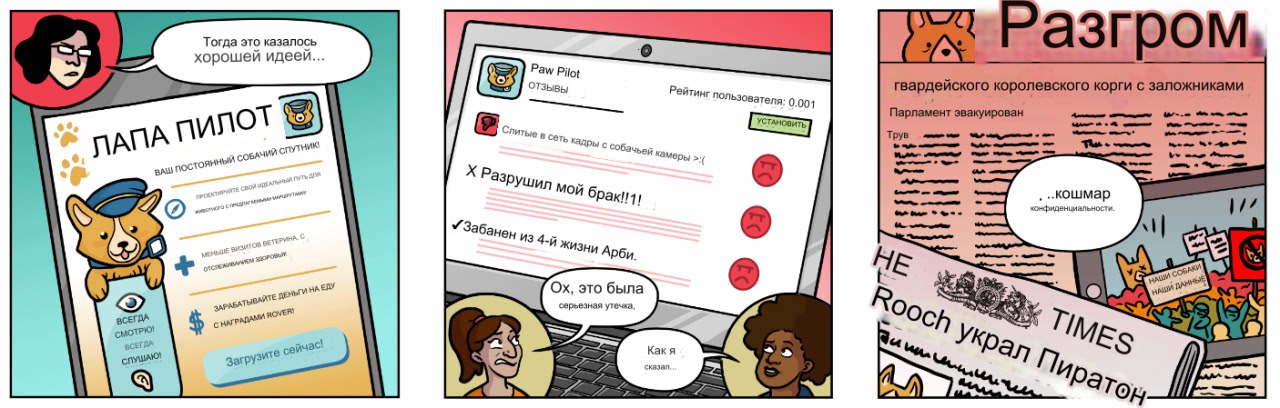 Тогда это казалось
хорошей идеей...
ЛАПА ПИЛОТ
ВАШ ПОСТОЯННЫЙ СОБАЧИЙ СПУТНИК!
ПРОЕКТИРУЙТЕ СВОЙ ИДЕАЛЬНЫЙ ПУТЬ ДЛЯ
ЖИВОТНОГО С ПРЕДЛАГАЕМЫМИ МАРШРУТАМИ!
МЕНЬШЕ ВИЗИТОВ ВЕТЕРИНА, С
ОТСЛЕЖИВАНИЕМ ЗДОРОВЬЯ!
ЗАРАБАТЫВАЙТЕ ДЕНЬГИ НА ЕДУ
С НАГРАДАМИ ROVER!
ВСЕГДА
СМОТРЮ!
ВСЕГДА
СЛУШАЮ!
Загрузите сейчас!
Paw Pilot
ОТЗЫВЫ
Рейтинг пользователя: 0.001
УСТАНОВИТЬ
Слитые в сеть кадры с собачьей камеры >:(
X Разрушил мой брак!!1!
✓Забанен из 4-й жизни Арби.
Ох, это была
серьезная утечка,
Как я
сказал...
Разгром
гвардейского королевского корги с заложниками
Парламент эвакуирован
Трув
, ..кошмар
конфиденциальности.
НАШИ СОБАКИ
НАШИ ДАННЫЕ
НЕ
TIMES
Rooch украл Пиратон